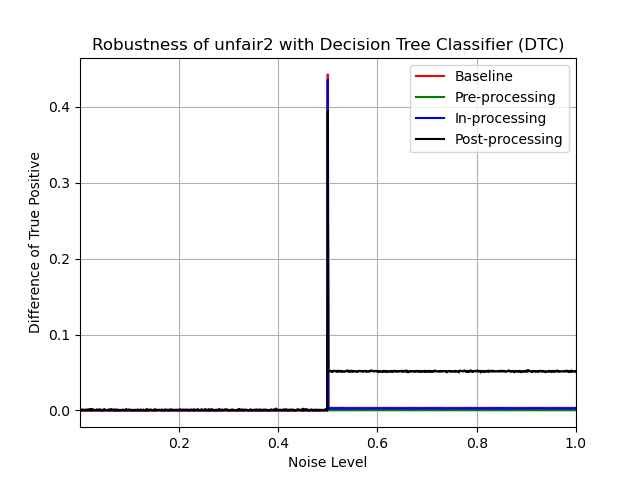 Robustness of unfair2 with Decision Tree Classifier (DTC)
Baseline
Pre-processing
In-processing
Post-processing
Difference of True Positive
0.4
0.3
0.2
0.1
0.0
0.2 0.4 0.6 0.8 1.0
Noise Level